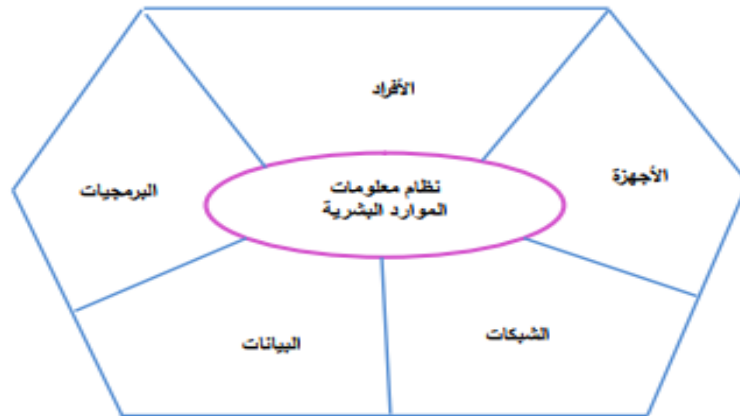 الأفراد
الأجهزة
البرمجيات
نظام معلومات
الموارد البشرية
الشبكات
البيانات